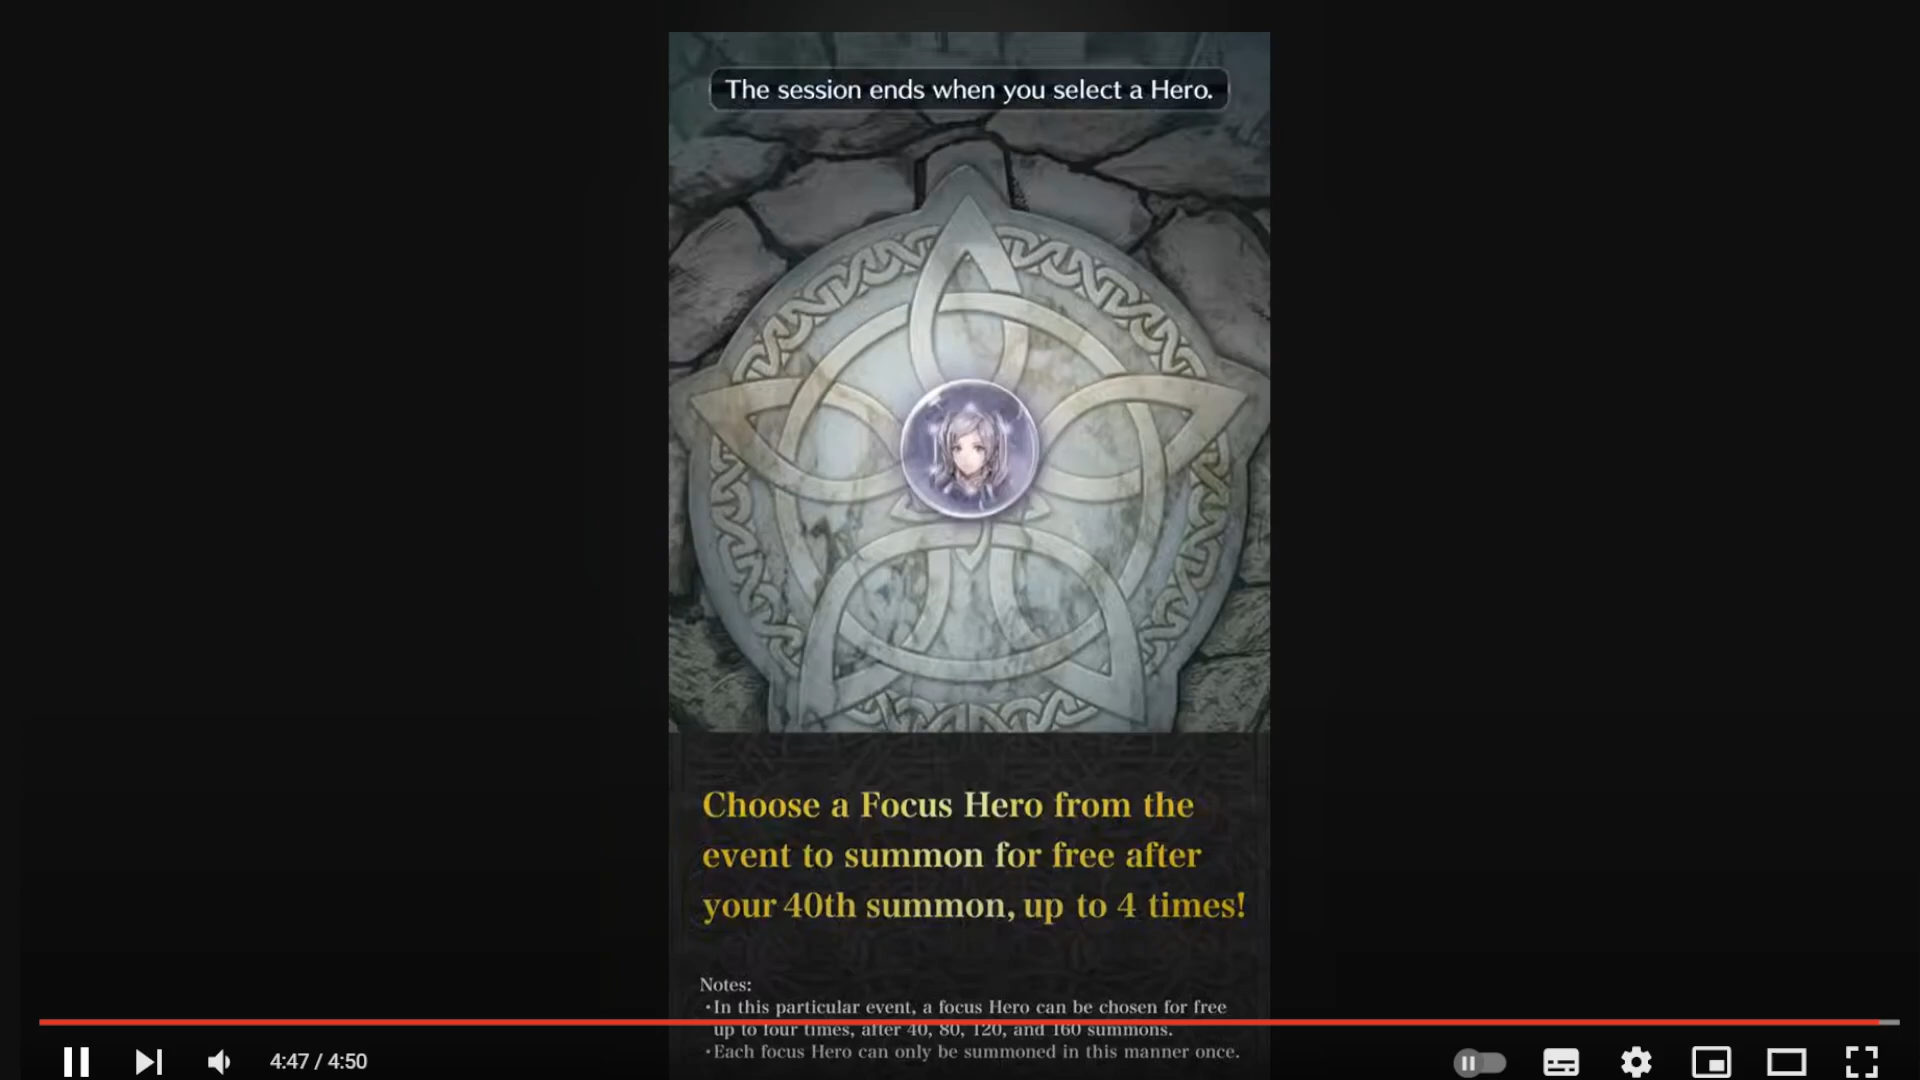 The session ends when you select a Hero.
Choose a Focus Hero from the
event to summon for free after
your 40th summon, up to 4 times!
Notes:
・In this particular event, a focus Hero can be chosen for free
up to four times, after 40, 80, 120, and 160 summons.
・Each focus Hero can only be summoned in this manner once.
4:47 / 4:50